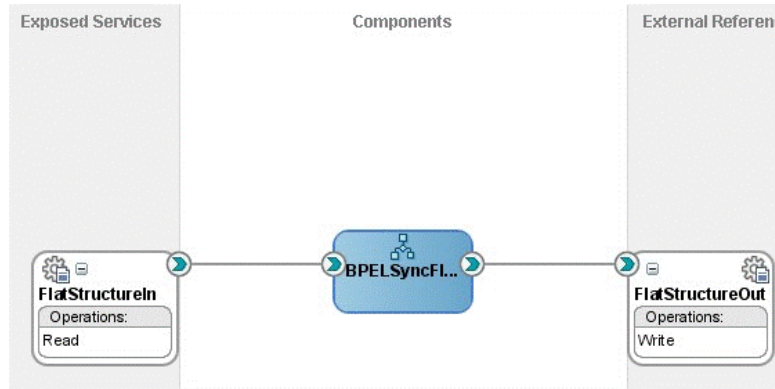 Exposed Services
Components
External Referen
BPELSyncFl...
FlatStructureIn
Operations:
Read
FlatStructureOut
Operations:
Write